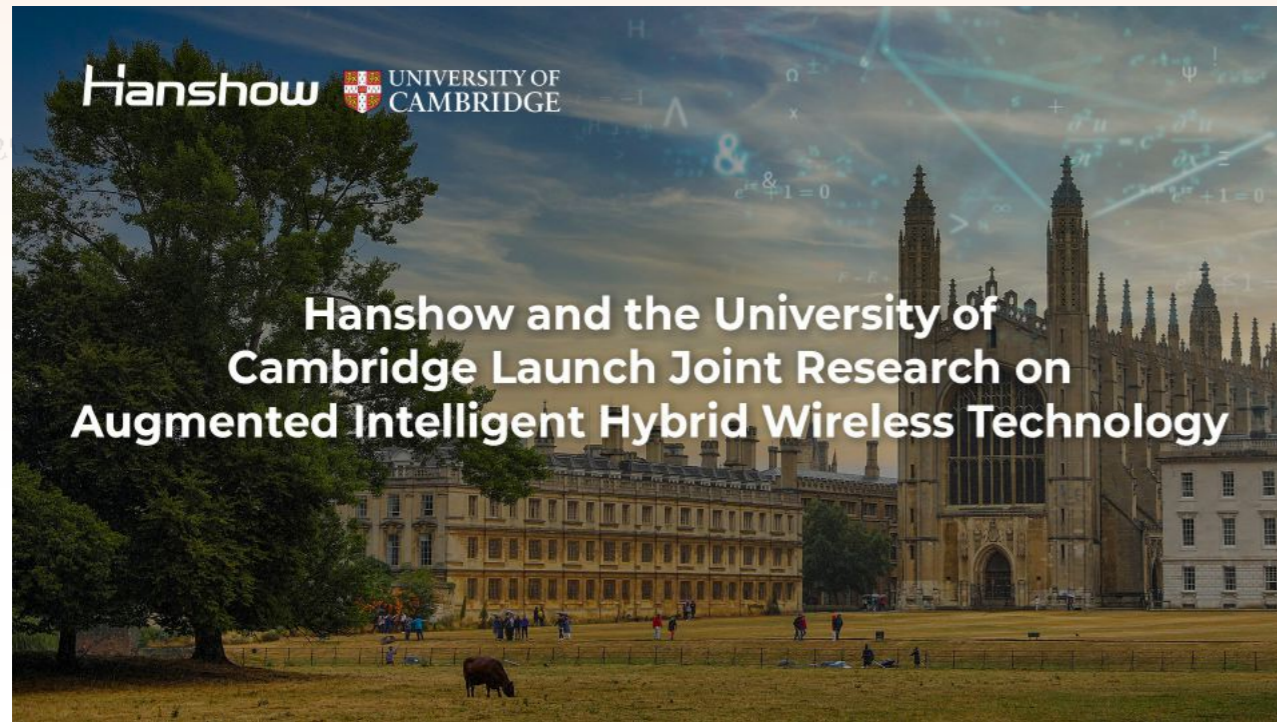 Hanshow
UNIVERSITY OF
CAMBRIDGE
Hanshow and the University of
Cambridge Launch Joint Research on
Augmented Intelligent Hybrid Wireless Technology